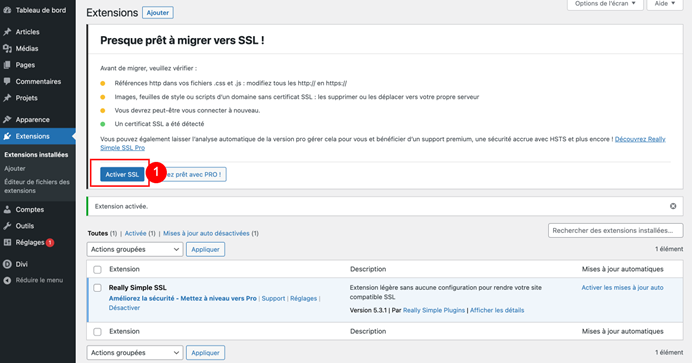 Tableau de bord
Articles
Médias
Pages
Commentaires
Projets
Apparence
Extensions
Extensions installées
Ajouter
Éditeur de fichiers des
extensions
Comptes
Outils
Réglages 1
Divi
Réduire le menu
Options de l'écran
Aide
Extensions Ajouter
Presque prêt à migrer vers SSL !
Avant de migrer, veuillez vérifier :
Références http dans vos fichiers .css et .js : modifiez tous les http:// en https://
Images, feuilles de style ou scripts d'un domaine sans certificat SSL : les supprimer ou les déplacer vers votre propre serveur
Vous devrez peut-être vous connecter à nouveau.
Un certificat SSL a été détecté
Vous pouvez également laisser l'analyse automatique de la version pro gérer cela pour vous et bénéficier d'un support premium, une sécurité accrue avec HSTS et plus encore ! Découvrez Really
Simple SSL Pro
Activer SSL 1 ez prêt avec PRO !
Extension activée.
Toutes (1) | Activée (1) | Mises à jour auto désactivées (1)
Rechercher des extensions installées...
Actions groupées Appliquer
1 élément
Extension Description Mises à jour automatiques
Really Simple SSL
Améliorez la sécurité - Mettez à niveau vers Pro | Support | Réglages |
Désactiver
Extension légère sans aucune configuration pour rendre votre site
compatible SSL
Version 5.3.1 | Par Really Simple Plugins | Afficher les détails
Activer les mises à jour auto
Extension Description Mises à jour automatiques
Actions groupées Appliquer
1 élément